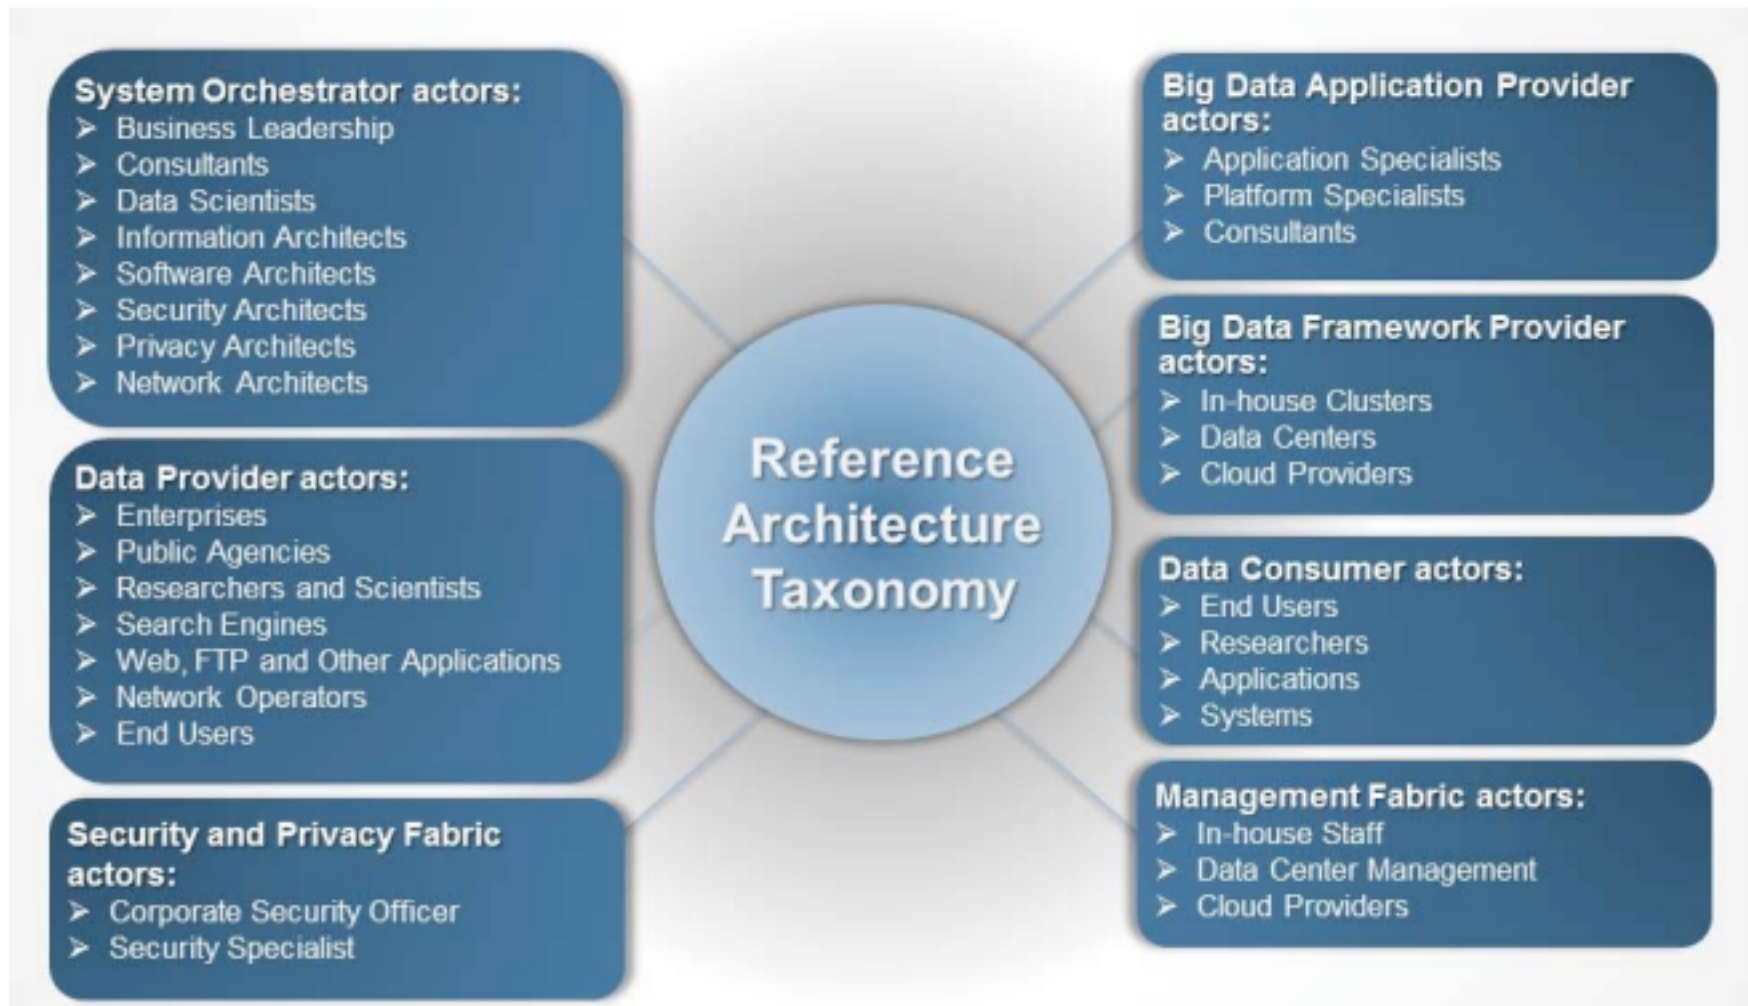 System Orchestrator actors:
➢ Business Leadership
➢ Consultants
➢ Data Scientists
➢ Information Architects
➢ Software Architects
➢ Security Architects
➢ Privacy Architects
➢ Network Architects
Data Provider actors:
➢ Enterprises
➢ Public Agencies
➢ Researchers and Scientists
➢ Search Engines
➢ Web, FTP and Other Applications
➢ Network Operators
➢ End Users
Security and Privacy Fabric
actors:
➢ Corporate Security Officer
➢ Security Specialist
Reference
Architecture
Taxonomy
Big Data Application Provider
actors:
➢ Application Specialists
➢ Platform Specialists
➢ Consultants
Big Data Framework Provider
actors:
➢ In-house Clusters
➢ Data Centers
➢ Cloud Providers
Data Consumer actors:
➢ End Users
➢ Researchers
➢ Applications
➢ Systems
Management Fabric actors:
➢ In-house Staff
➢ Data Center Management
➢ Cloud Providers